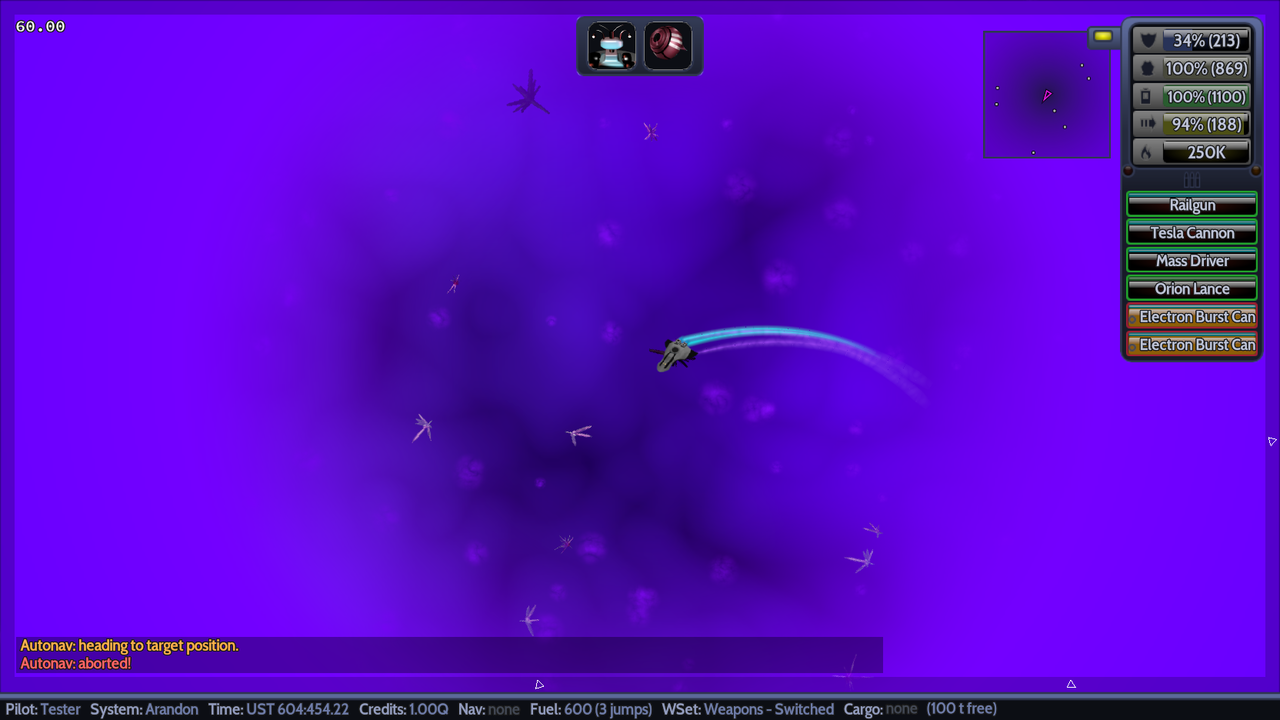 60.00
34% (213)
100% (869)
100% (1100)
94% (188)
250K
Railgun
Tesla Cannon
Mass Driver
Orion Lance
Electron Burst Can
Electron Burst Can
Autonav: heading to target position.
Autonav: aborted!
Pilot: Tester System: Arandon Time: UST 604:454.22 Credits: 1.00Q Nav: none Fuel: 600 (3 jumps) WSet: Weapons - Switched Cargo: none (100 t free)